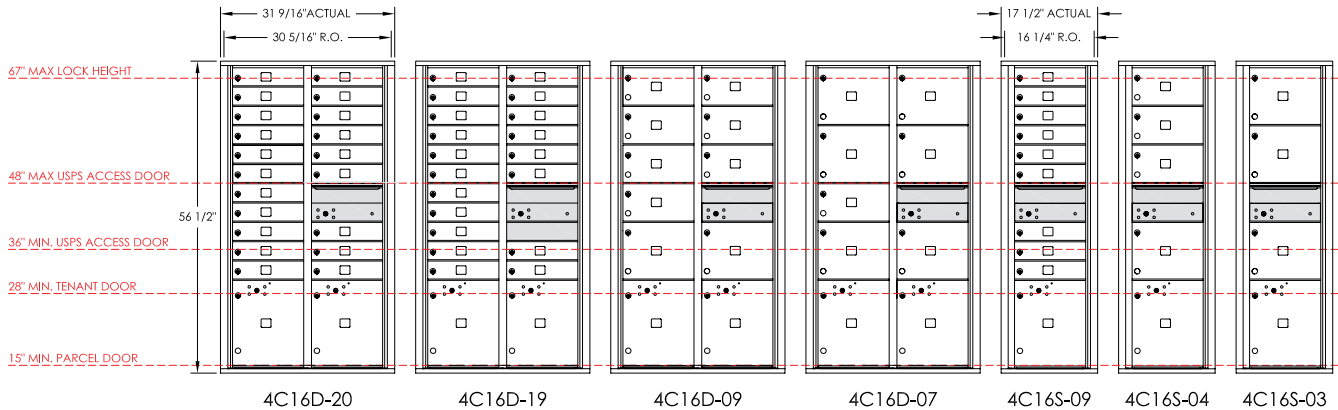 31 9/16"ACTUAL
30 5/16" R.O.
17 1/2" ACTUAL
16 1/4" R.O.
67" MAX LOCK HEIGHT
48" MAX USPS ACCESS DOOR
56 1/2"
36" MIN. USPS ACCESS DOOR
28" MIN. TENANT DOOR
15" MIN. PARCEL DOOR
4C16D-20
4C16D-19
4C16D-09
4C16D-07
4C16S-09
4C16S-04
4C16S-03